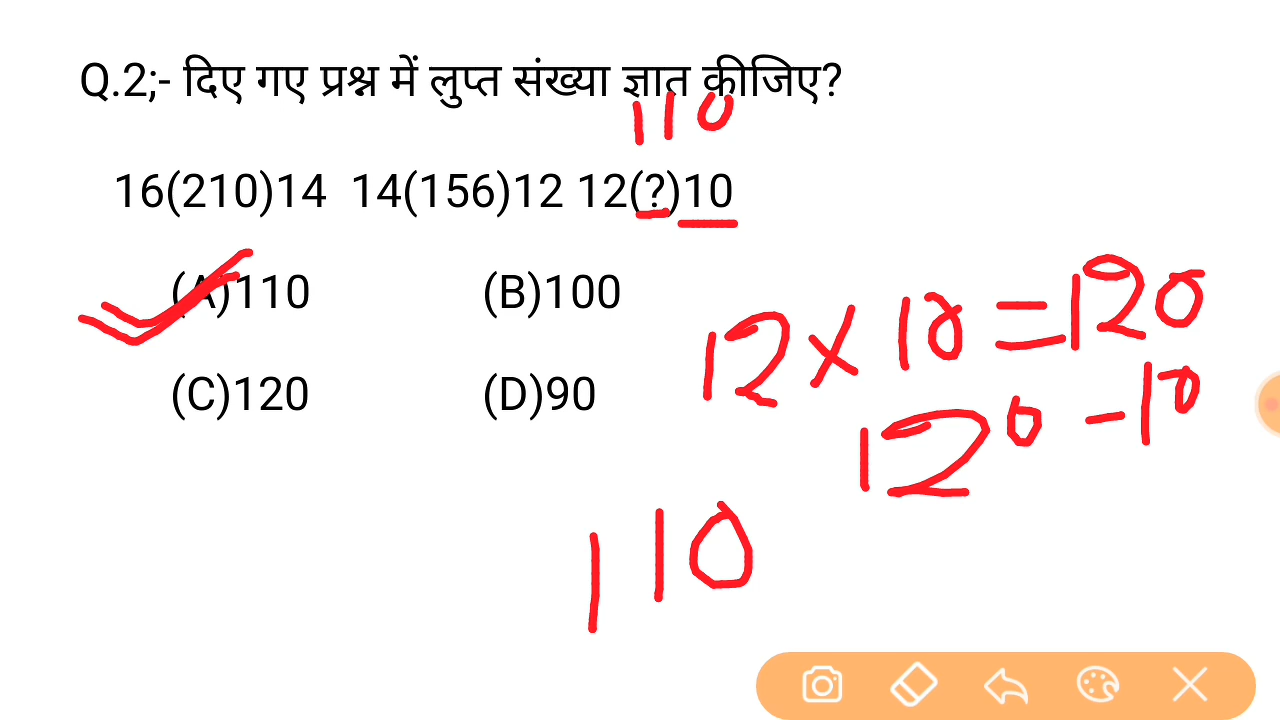 Q.2;- दिए गए प्रश्न में लुप्त संख्या ज्ञात कीजिए?
110
16(210)14 14(156)12 12(?)10
(A)110 (B)100
12×10=120
(C)120 (D)90
120-10
110